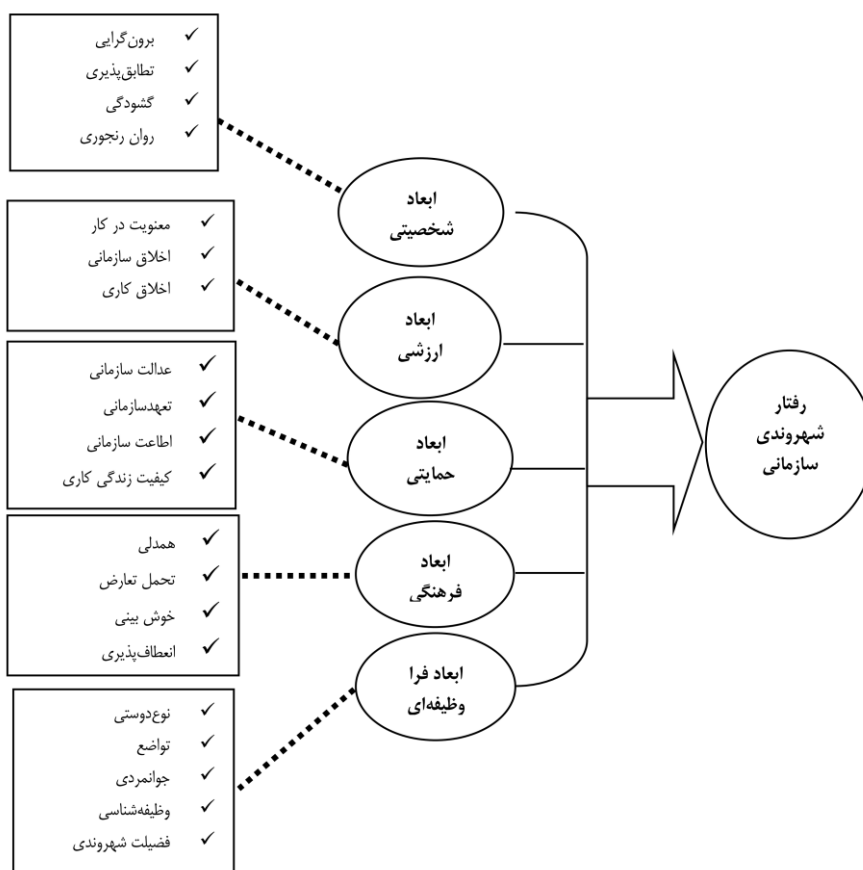 برون‌گرایی
تطابق‌پذیری
گشودگی
روان رنجوری
معنویت در کار
اخلاق سازمانی
اخلاق کاری
عدالت سازمانی
تعهدسازمانی
اطاعت سازمانی
کیفیت زندگی کاری
همدلی
تحمل تعارض
خوش بینی
انعطاف‌پذیری
نوع‌دوستی
تواضع
جوانمردی
وظیفه‌شناسی
فضیلت شهروندی
ابعاد
شخصیتی
ابعاد
ارزشی
ابعاد
حمایتی
ابعاد
فرهنگی
ابعاد فرا
وظیفه‌ای
رفتار
شهروندی
سازمانی